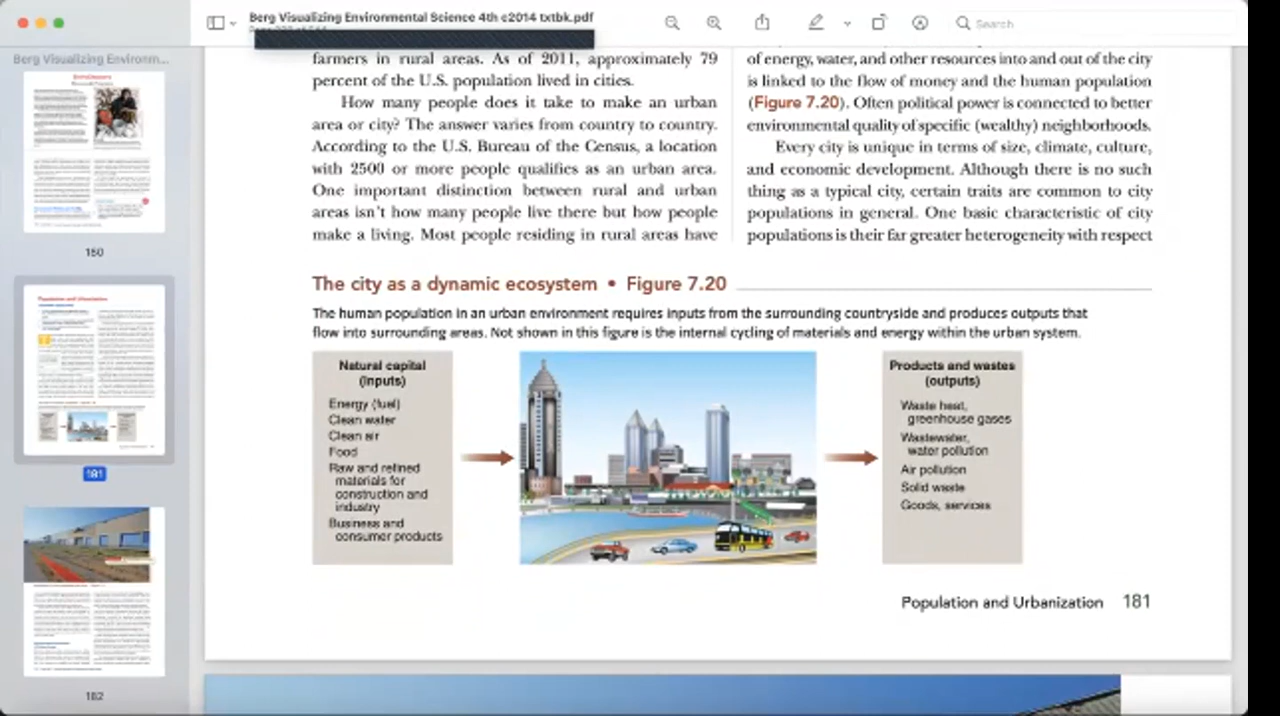 Berg Visualizing Environmental Science 4th c2014 txtbk.pdf
Search
Berg Visualizing Environm...
160
181
182
farmers in rural areas. As of 2011, approximately 79
percent of the U.S. population lived in cities.
How many people does it take to make an urban
area or city? The answer varies from country to country.
According to the U.S. Bureau of the Census, a location
with 2500 or more people qualifies as an urban area.
One important distinction between rural and urban
areas isn't how many people live there but how people
make a living. Most people residing in rural areas have
of energy, water, and other resources into and out of the city
is linked to the flow of money and the human population
(Figure 7.20). Often political power is connected to better
environmental quality of specific (wealthy) neighborhoods.
Every city is unique in terms of size, climate, culture,
and economic development. Although there is no such
thing as a typical city, certain traits are common to city
populations in general. One basic characteristic of city
populations is their far greater heterogeneity with respect
The city as a dynamic ecosystem • Figure 7.20
The human population in an urban environment requires inputs from the surrounding countryside and produces outputs that
flow into surrounding areas. Not shown in this figure is the internal cycling of materials and energy within the urban system.
Natural capital
(inputs)
Energy (fuel)
Clean water
Clean air
Food
Raw and refined
materials for
construction and
industry
Business and
consumer products
Products and wastes
(outputs)
Waste heat,
greenhouse gases
Wastewater,
water pollution
Air pollution
Solid waste
Goods, services
Population and Urbanization 181